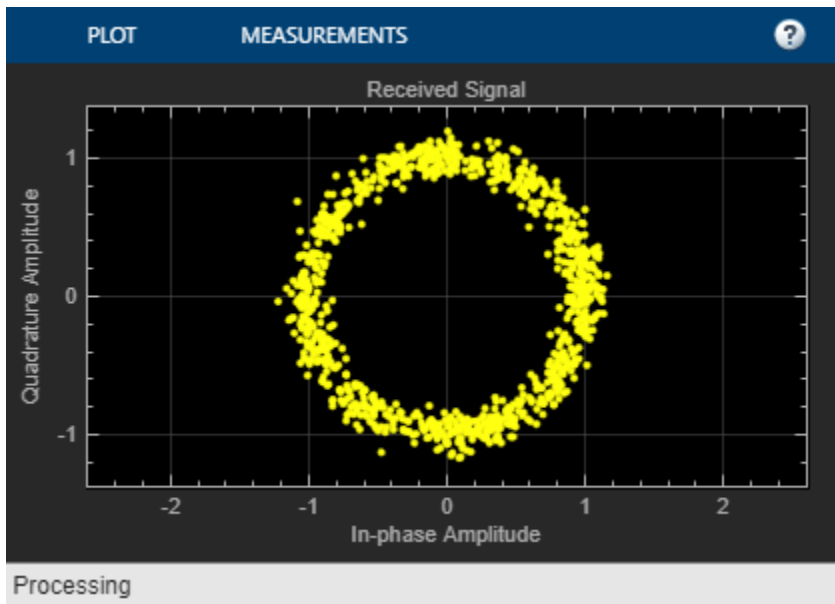 PLOT MEASUREMENTS ?
Received Signal
Quadrature Amplitude
1
0
-1
-2 -1 0 1 2
In-phase Amplitude
Processing